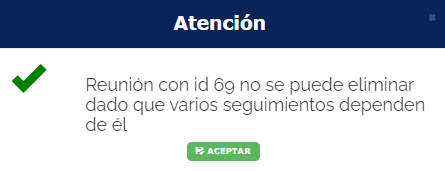 Atención
Reunión con id 69 no se puede eliminar
dado que varios seguimientos dependen
de él
ACEPTAR